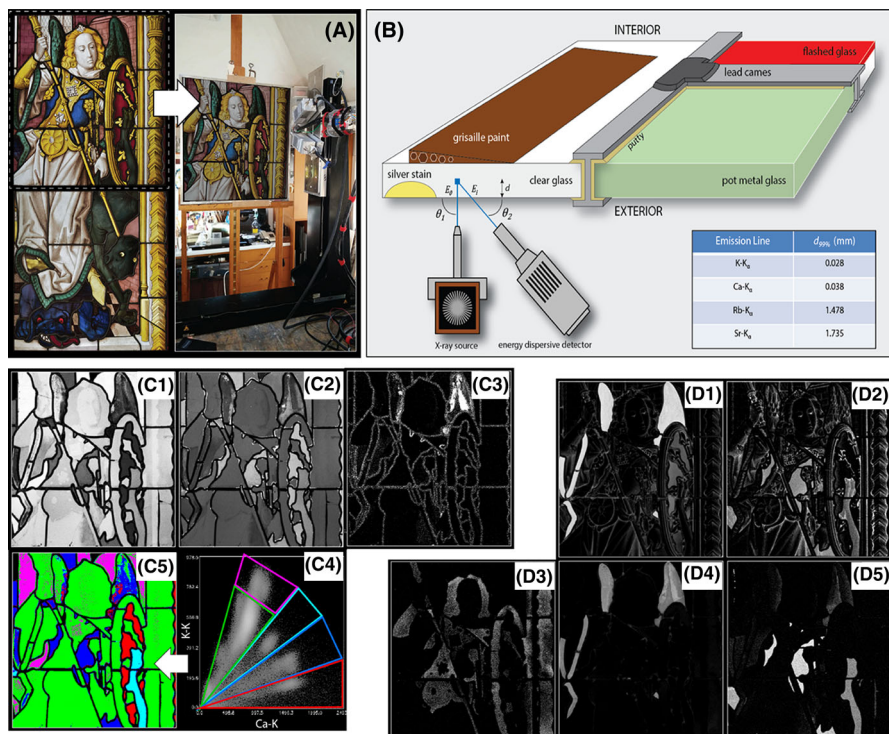 (A)
(B)
INTERIOR
flashed glass
lead cames
grisaille paint
putty
silver stain
clear glass
pot metal glass
E₀ E₁ d
θ₁ θ₂
EXTERIOR
X-ray source
energy dispersive detector
Emission Line d99% (mm)
K-Kα 0.028
Ca-Kα 0.038
Rb-Kα 1.478
Sr-Kα 1.735
(C1)
(C2)
(C3)
(D1)
(D2)
(C5)
(C4)
K-K
Ca-K
(D3)
(D4)
(D5)